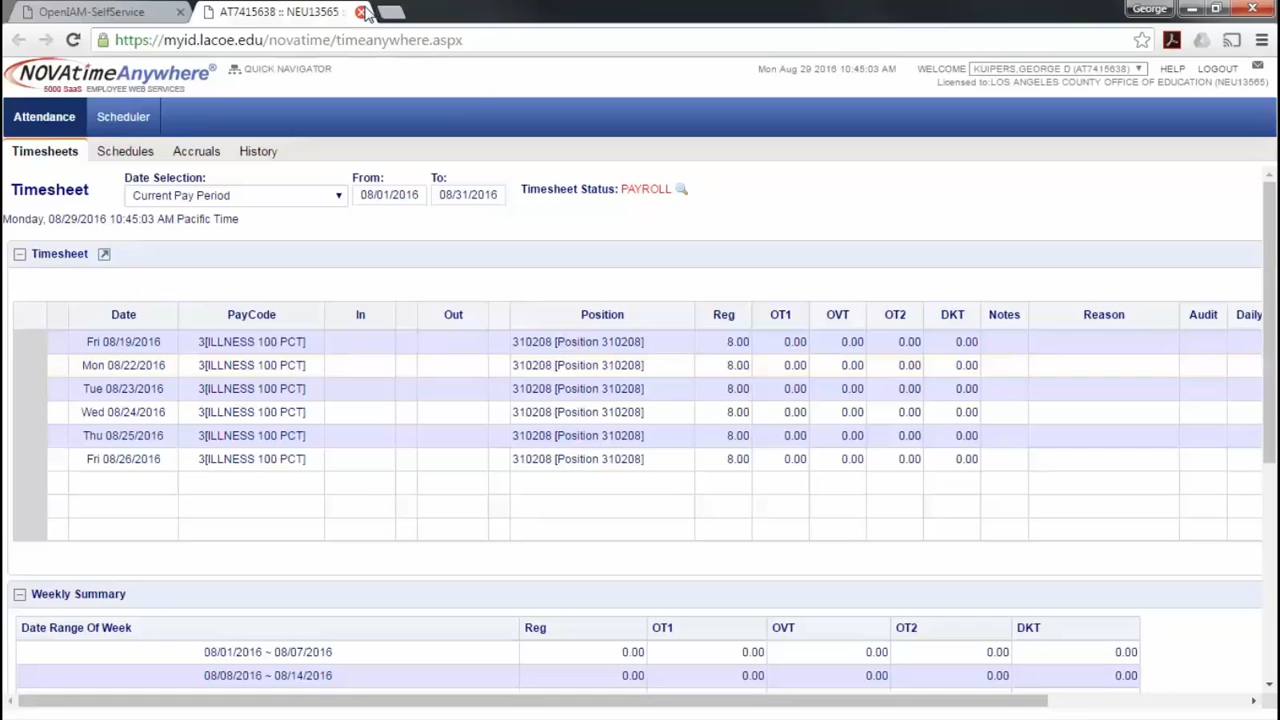 OpenIAM-SelfService
AT7415638 :: NEU13565 ::
George
https://myid.lacoe.edu/novatime/timeanywhere.aspx
NOVAtimeAnywhere®
5000 SaaS EMPLOYEE WEB SERVICES
QUICK NAVIGATOR
Mon Aug 29 2016 10:45:03 AM
WELCOME KUIPERS,GEORGE D (AT7415638) HELP LOGOUT
Licensed to:LOS ANGELES COUNTY OFFICE OF EDUCATION (NEU13565)
Attendance Scheduler
Timesheets Schedules Accruals History
Timesheet
Date Selection: From: To:
Current Pay Period 08/01/2016 08/31/2016
Timesheet Status: PAYROLL
Monday, 08/29/2016 10:45:03 AM Pacific Time
Timesheet
Date PayCode In Out Position Reg OT1 OVT OT2 DKT Notes Reason Audit Daily
Fri 08/19/2016 3[ILLNESS 100 PCT] 310208 [Position 310208] 8.00 0.00 0.00 0.00 0.00
Mon 08/22/2016 3[ILLNESS 100 PCT] 310208 [Position 310208] 8.00 0.00 0.00 0.00 0.00
Tue 08/23/2016 3[ILLNESS 100 PCT] 310208 [Position 310208] 8.00 0.00 0.00 0.00 0.00
Wed 08/24/2016 3[ILLNESS 100 PCT] 310208 [Position 310208] 8.00 0.00 0.00 0.00 0.00
Thu 08/25/2016 3[ILLNESS 100 PCT] 310208 [Position 310208] 8.00 0.00 0.00 0.00 0.00
Fri 08/26/2016 3[ILLNESS 100 PCT] 310208 [Position 310208] 8.00 0.00 0.00 0.00 0.00
Weekly Summary
Date Range Of Week Reg OT1 OVT OT2 DKT
08/01/2016 ~ 08/07/2016 0.00 0.00 0.00 0.00 0.00
08/08/2016 ~ 08/14/2016 0.00 0.00 0.00 0.00 0.00